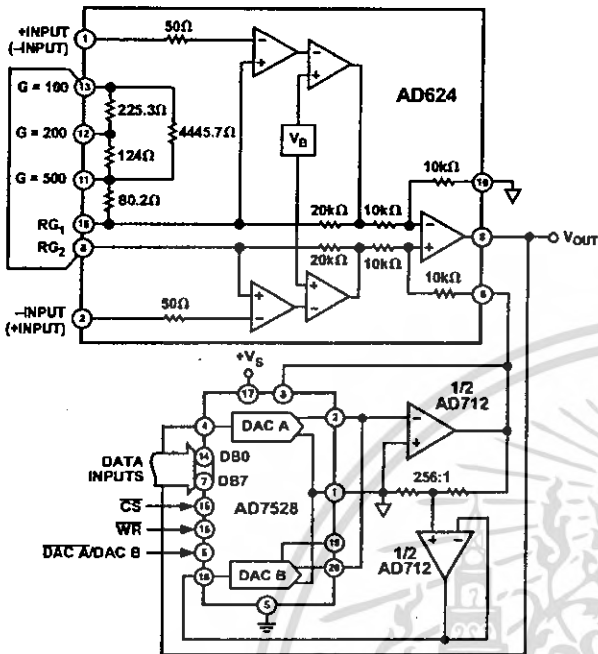 +INPUT
(–INPUT)
1
50Ω
G = 100
13
225.3Ω
4445.7Ω
AD624
G = 200
12
124Ω
VB
G = 500
11
80.2Ω
10kΩ
10
RG1
16
20kΩ
10kΩ
RG2
3
20kΩ
10kΩ
9
VOUT
10kΩ
6
–INPUT
(+INPUT)
2
50Ω
+VS
17
3
1/2
AD712
4
DAC A
2
DATA
INPUTS
14
DB0
7
DB7
256:1
AD7528
1
CS
15
WR
16
19
DAC A/DAC B
6
20
1/2
AD712
18
DAC B
5